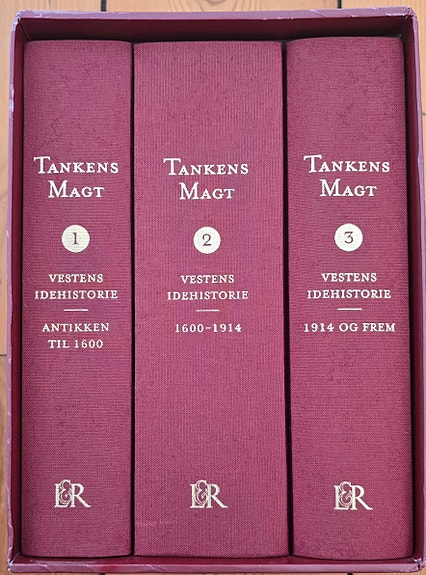 TANKENS
MAGT
1
VESTENS
IDEHISTORIE
ANTIKKEN
TIL 1600
L&R
TANKENS
MAGT
2
VESTENS
IDEHISTORIE
1600-1914
L&R
TANKENS
MAGT
3
VESTENS
IDEHISTORIE
1914 OG FREM
L&R